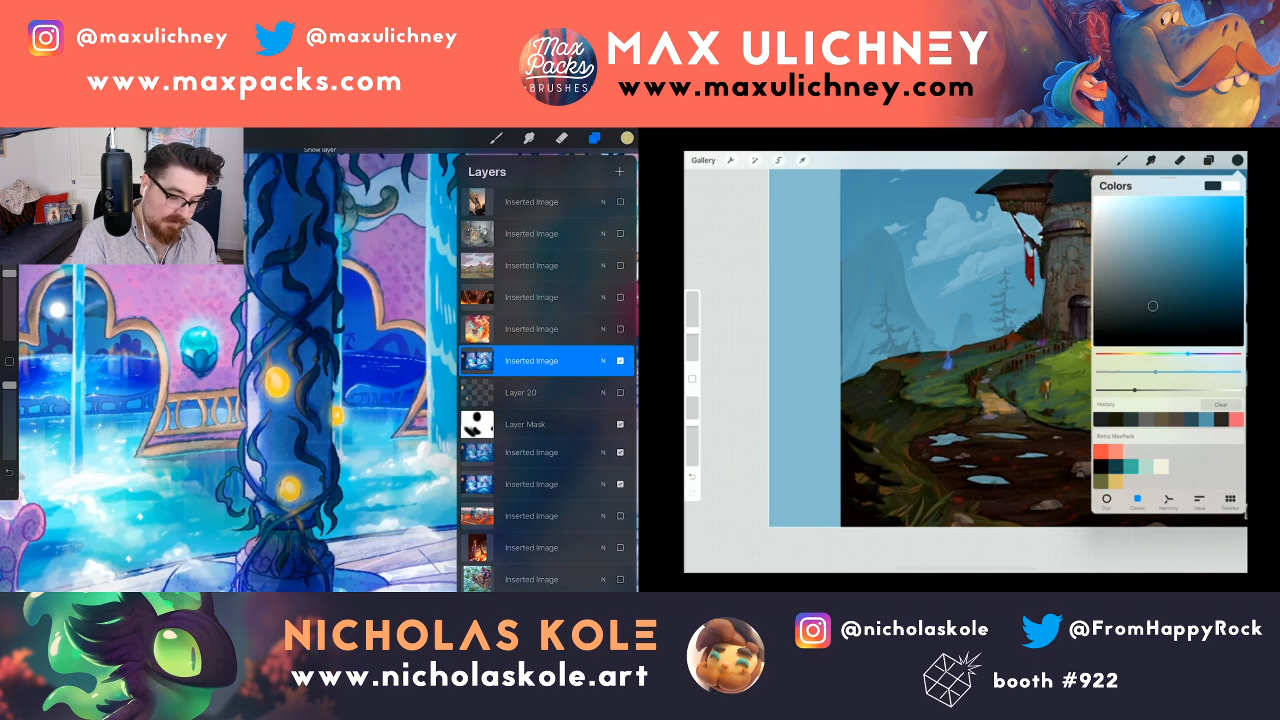 @maxulichney
@maxulichney
www.maxpacks.com
Max
Packs
BRUSHES
MAX ULICHNEY
www.maxulichney.com
Show layer
Layers
Inserted Image N
Inserted Image N
Inserted Image N
Inserted Image N
Inserted Image N
Inserted Image N
Layer 20 N
Layer Mask
Inserted Image N
Inserted Image N
Inserted Image N
Inserted Image N
Inserted Image N
Gallery
Colors
History Clear
Retro MaxPack
Disc Classic Harmony Value Palettes
NICHOLAS KOLE
www.nicholaskole.art
@nicholaskole
@FromHappyRock
booth #922